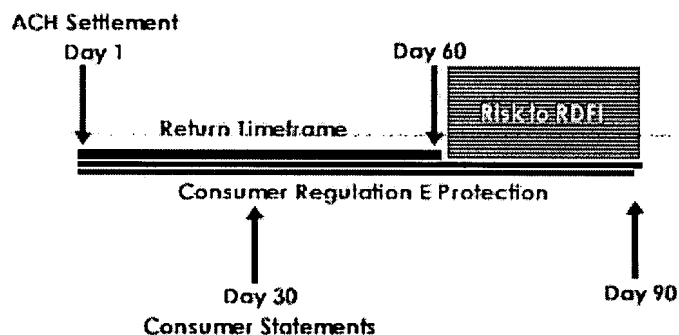 ACH Settlement
Day 1
Day 60
Risk to RDFI
Return Timeframe
Consumer Regulation E Protection
Day 30
Day 90
Consumer Statements